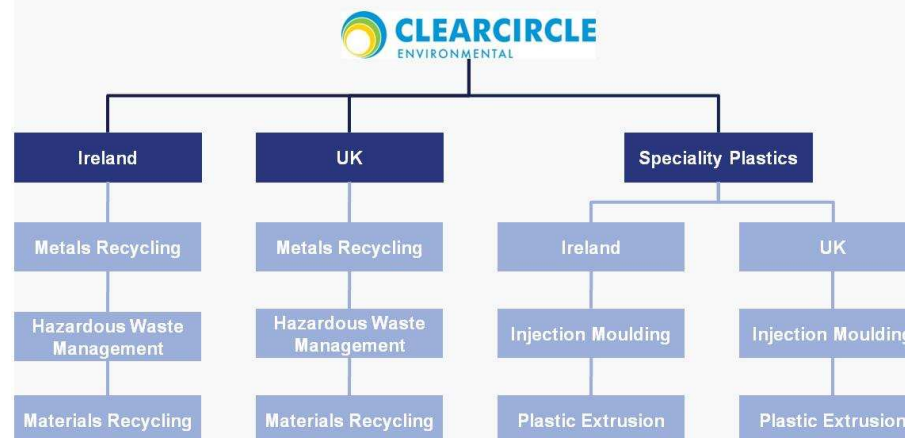 CLEARCIRCLE
ENVIRONMENTAL
Ireland
UK
Speciality Plastics
Metals Recycling
Metals Recycling
Ireland
UK
Hazardous Waste
Management
Hazardous Waste
Management
Injection Moulding
Injection Moulding
Materials Recycling
Materials Recycling
Plastic Extrusion
Plastic Extrusion